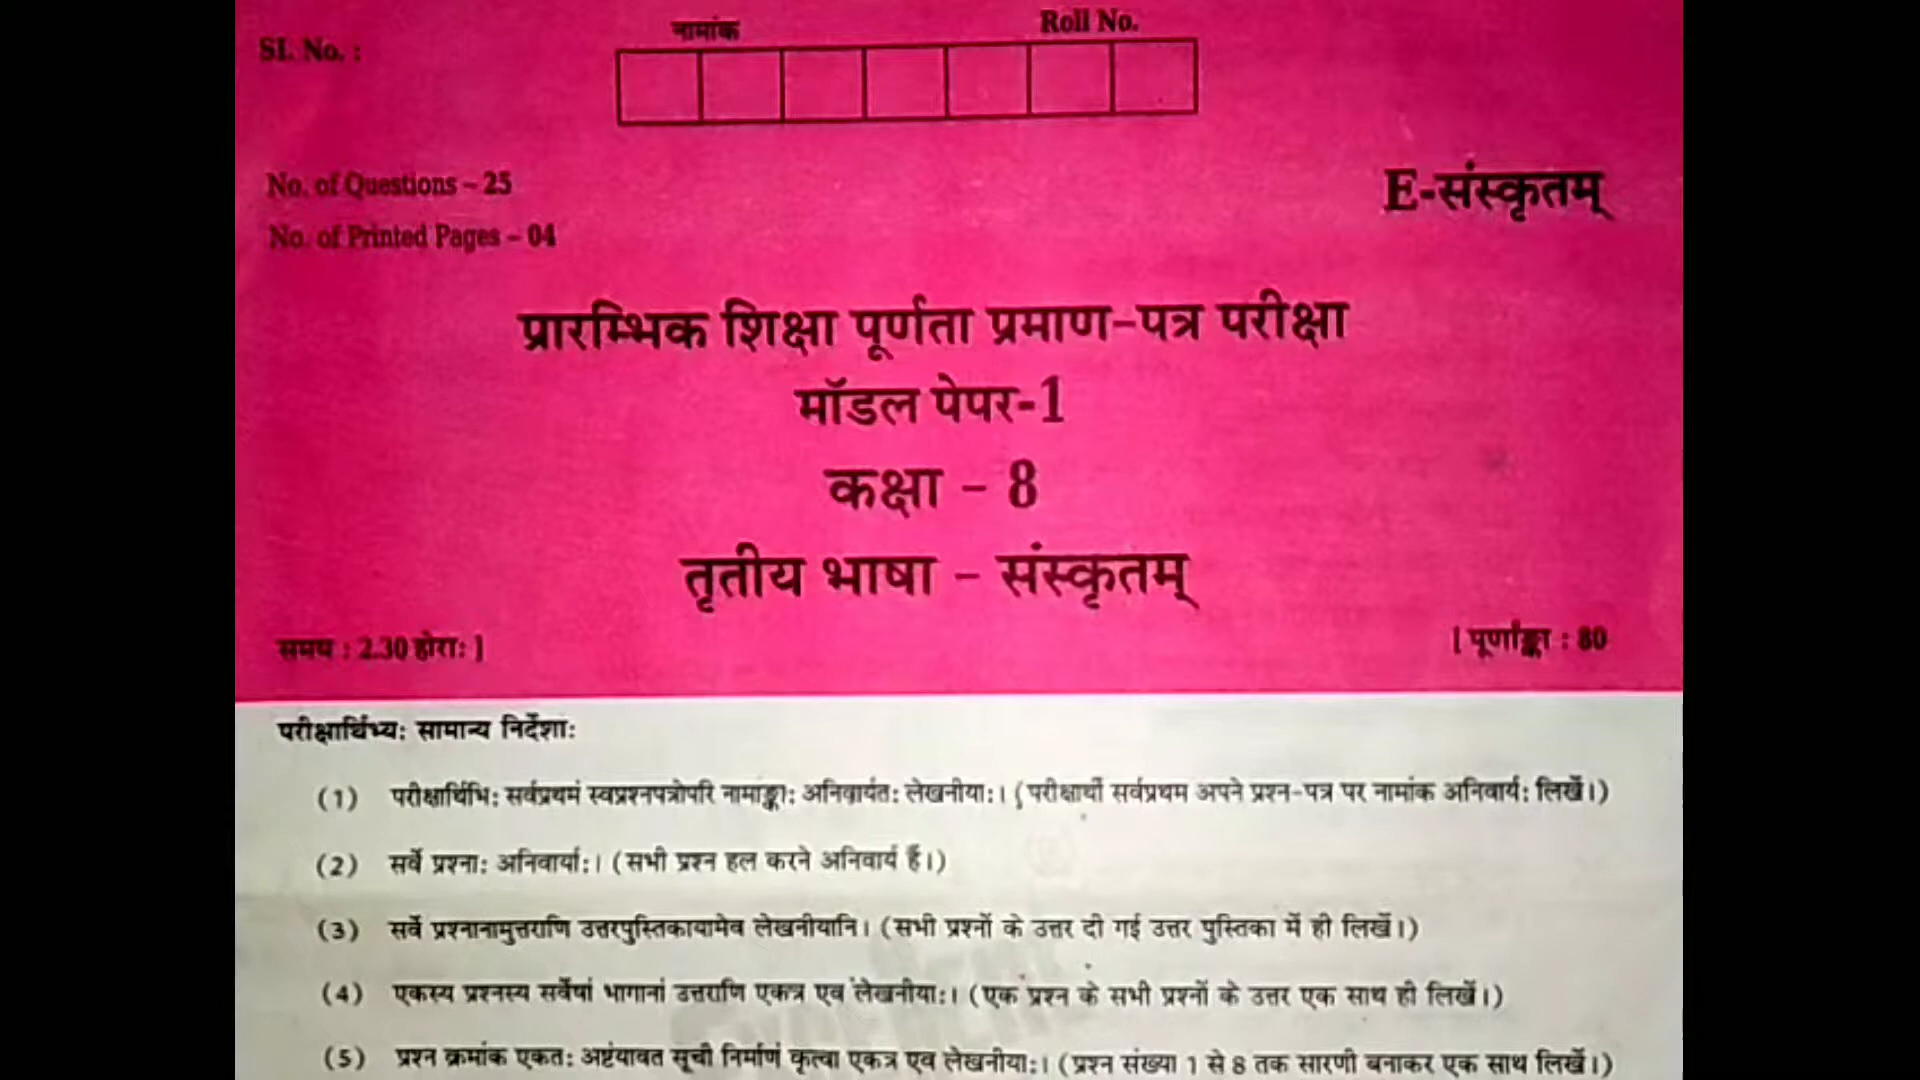 नामांक Roll No.
SI. No. :
No. of Questions – 25
E-संस्कृतम्
No. of Printed Pages – 04
प्रारम्भिक शिक्षा पूर्णता प्रमाण-पत्र परीक्षा
मॉडल पेपर-1
कक्षा – 8
तृतीय भाषा – संस्कृतम्
समय : 2.30 होरा: ]
[ पूर्णाङ्का : 80
परीक्षार्थिभ्य: सामान्य निर्देशा:
(1) परीक्षार्थिभि: सर्वप्रथमं स्वप्रश्नपत्रोपरि नामाङ्का: अनिवार्यत: लेखनीया:। (परीक्षार्थी सर्वप्रथम अपने प्रश्न-पत्र पर नामांक अनिवार्य: लिखें।)
(2) सर्वे प्रश्ना: अनिवार्या:। (सभी प्रश्न हल करने अनिवार्य हैं।)
(3) सर्वे प्रश्नानामुत्तराणि उत्तरपुस्तिकायामेव लेखनीयानि। (सभी प्रश्नों के उत्तर दी गई उत्तर पुस्तिका में ही लिखें।)
(4) एकस्य प्रश्नस्य सर्वेषां भागानां उत्तराणि एकत्र एव लेखनीया:। (एक प्रश्न के सभी प्रश्नों के उत्तर एक साथ ही लिखें।)
(5) प्रश्न क्रमांक एकत: अष्टंयावत सूची निर्माणं कृत्वा एकत्र एव लेखनीया:। (प्रश्न संख्या 1 से 8 तक सारणी बनाकर एक साथ लिखें।)